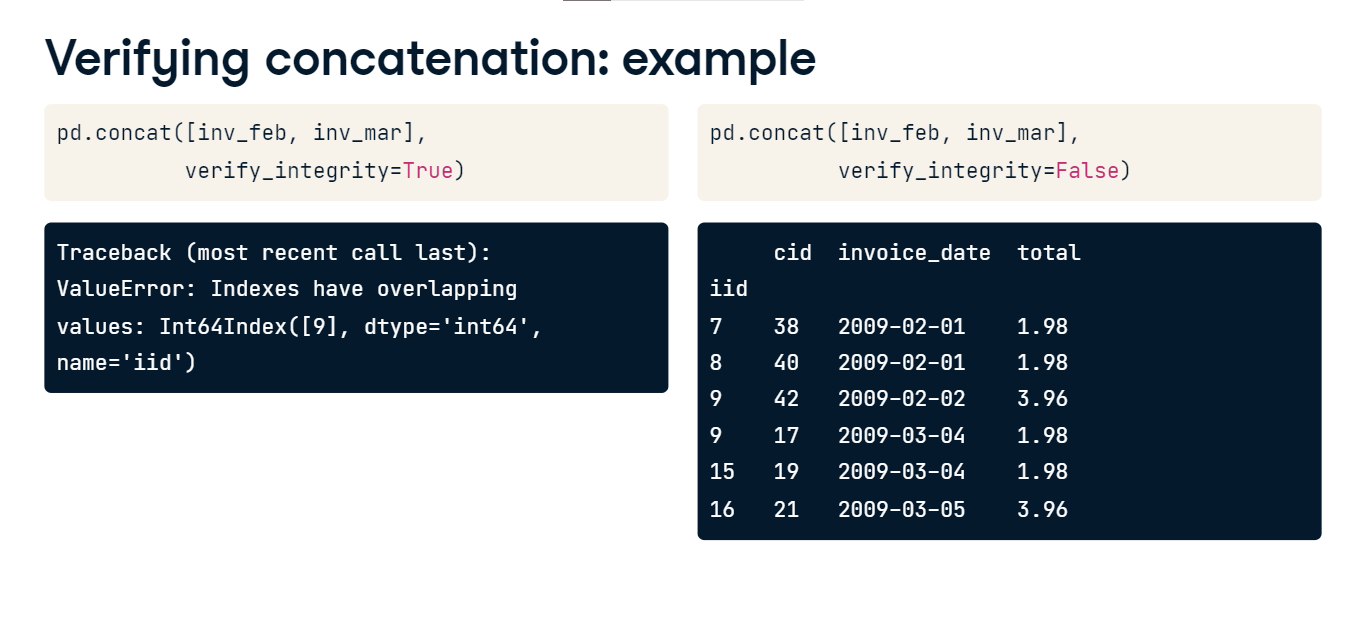 Verifying concatenation: example
pd.concat([inv_feb, inv_mar],
verify_integrity=True)
Traceback (most recent call last):
ValueError: Indexes have overlapping
values: Int64Index([9], dtype='int64',
name='iid')
pd.concat([inv_feb, inv_mar],
verify_integrity=False)
cid invoice_date total
iid
7 38 2009-02-01 1.98
8 40 2009-02-01 1.98
9 42 2009-02-02 3.96
9 17 2009-03-04 1.98
15 19 2009-03-04 1.98
16 21 2009-03-05 3.96